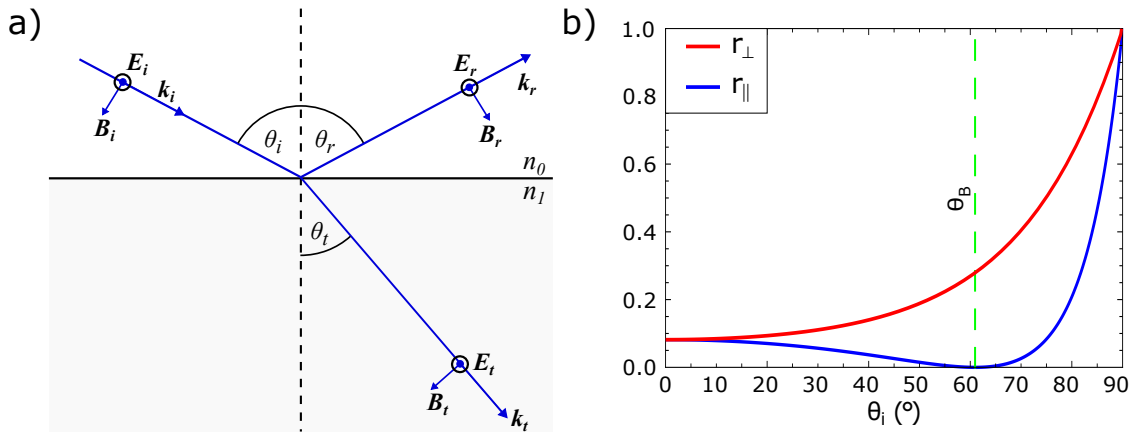 a)
E_i
k_i
B_i
E_r
k_r
B_r
θ_i
θ_r
n_0
n_1
θ_t
E_t
B_t
k_t
b)
r_⊥
r_||
θ_B
1.0
0.8
0.6
0.4
0.2
0.0
0 10 20 30 40 50 60 70 80 90
θ_i (º)